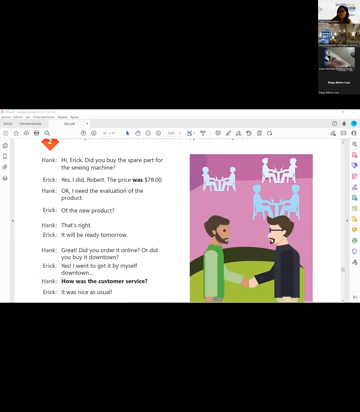 2
Hank: Hi, Erick. Did you buy the spare part for
the sewing machine?
Erick: Yes, I did, Robert. The price was $78.00.
Hank: OK, I need the evaluation of the
product.
Erick: Of the new product?
Hank: That's right.
Erick: It will be ready tomorrow.
Hank: Great! Did you order it online? Or did
you buy it downtown?
Erick: Yes! I went to get it by myself
downtown...
Hank: How was the customer service?
Erick: It was nice as usual!